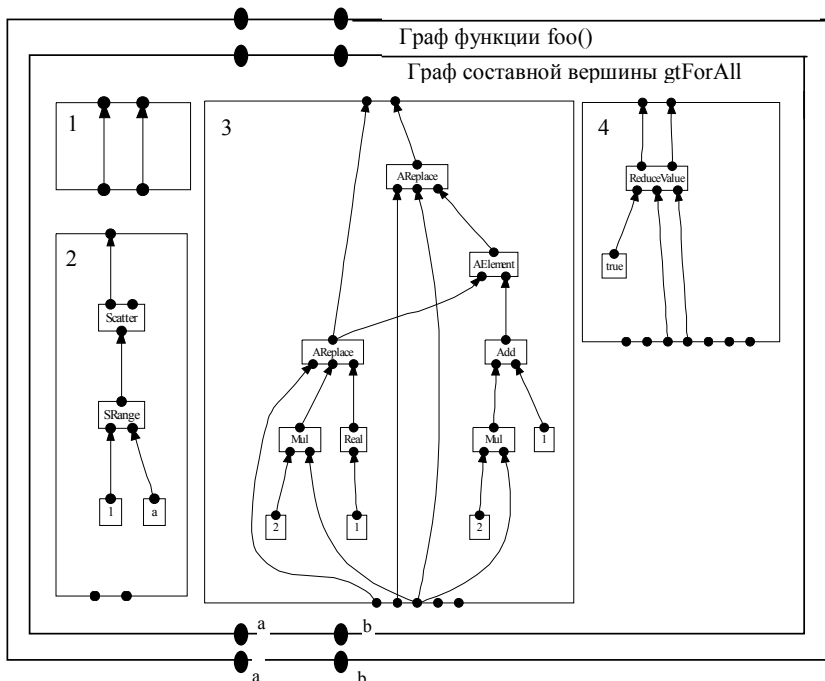 Граф функции foo()
Граф составной вершины gtForAll
1
3
4
AReplace
ReduceValue
2
AElement
true
Scatter
AReplace
Add
SRange
Mul
Real
Mul
1
1
a
2
1
2
a
b
a
b